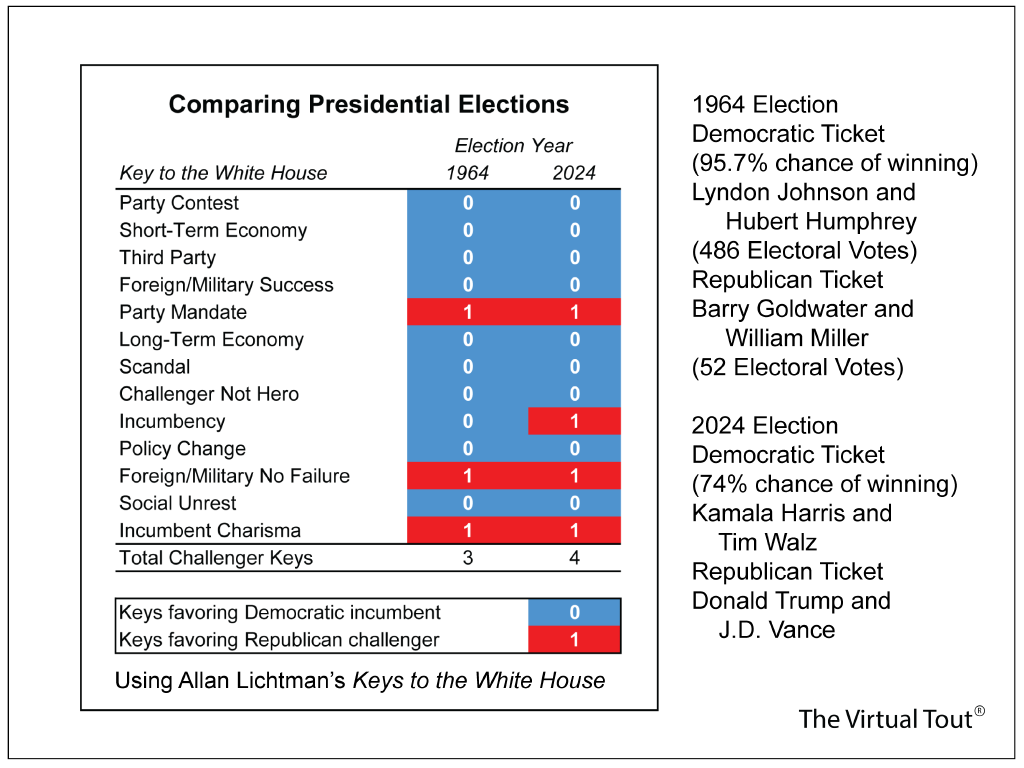 Comparing Presidential Elections
Election Year
Key to the White House 1964 2024
Party Contest 0 0
Short-Term Economy 0 0
Third Party 0 0
Foreign/Military Success 0 0
Party Mandate 1 1
Long-Term Economy 0 0
Scandal 0 0
Challenger Not Hero 0 0
Incumbency 0 1
Policy Change 0 0
Foreign/Military No Failure 1 1
Social Unrest 0 0
Incumbent Charisma 1 1
Total Challenger Keys 3 4
Keys favoring Democratic incumbent 0
Keys favoring Republican challenger 1
Using Allan Lichtman's Keys to the White House
1964 Election
Democratic Ticket
(95.7% chance of winning)
Lyndon Johnson and
Hubert Humphrey
(486 Electoral Votes)
Republican Ticket
Barry Goldwater and
William Miller
(52 Electoral Votes)
2024 Election
Democratic Ticket
(74% chance of winning)
Kamala Harris and
Tim Walz
Republican Ticket
Donald Trump and
J.D. Vance
The Virtual Tout®